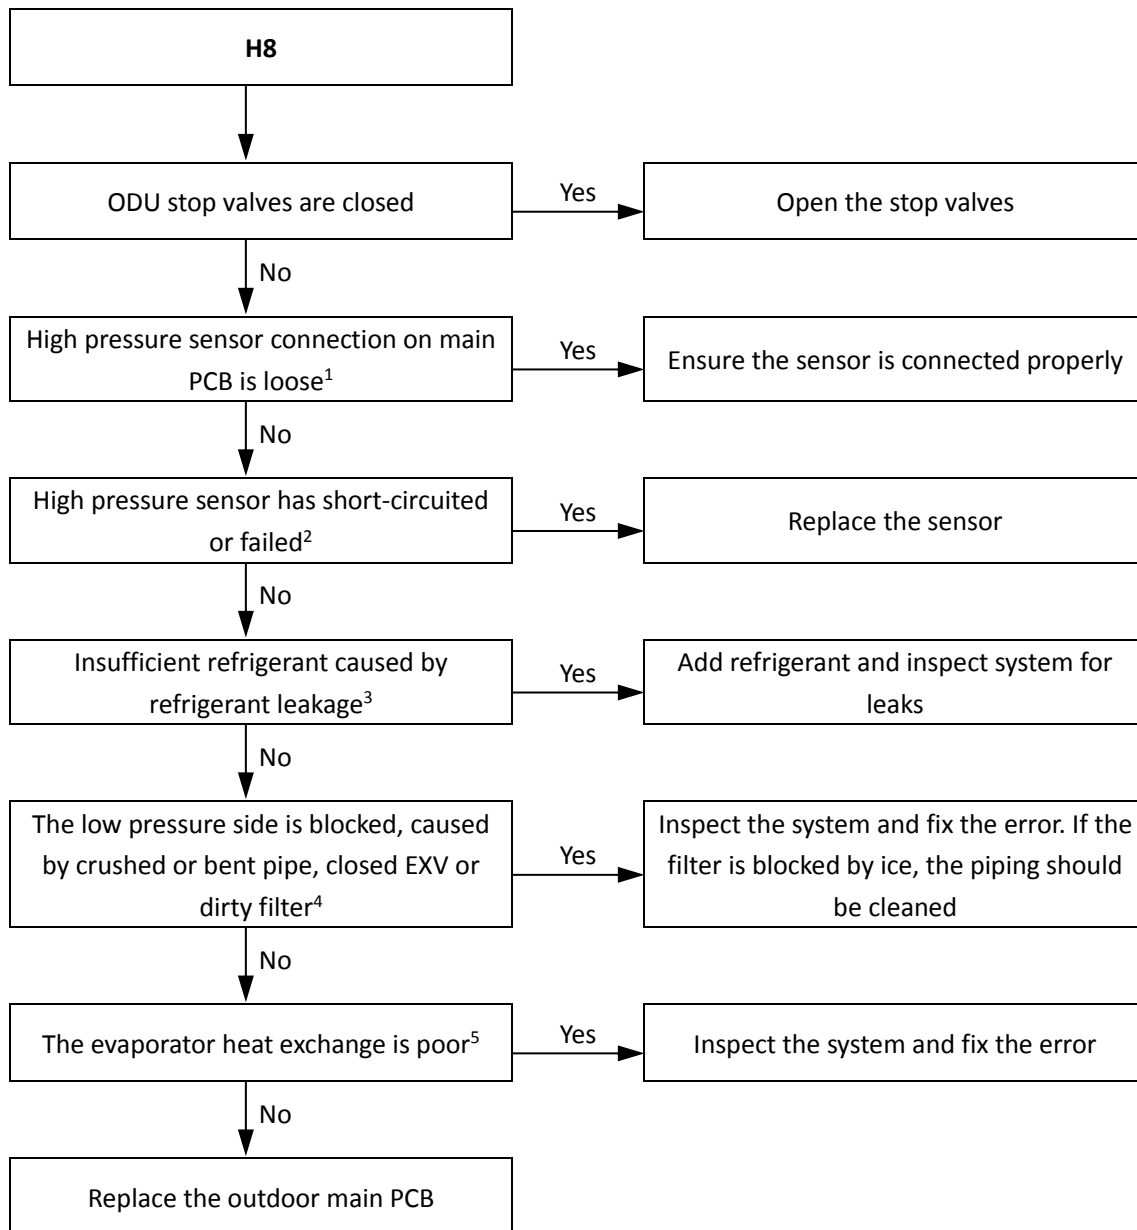 H8
ODU stop valves are closed
Yes
Open the stop valves
No
High pressure sensor connection on main
PCB is loose¹
Yes
Ensure the sensor is connected properly
No
High pressure sensor has short-circuited
or failed²
Yes
Replace the sensor
No
Insufficient refrigerant caused by
refrigerant leakage³
Yes
Add refrigerant and inspect system for
leaks
No
The low pressure side is blocked, caused
by crushed or bent pipe, closed EXV or
dirty filter⁴
Yes
Inspect the system and fix the error. If the
filter is blocked by ice, the piping should
be cleaned
No
The evaporator heat exchange is poor⁵
Yes
Inspect the system and fix the error
No
Replace the outdoor main PCB